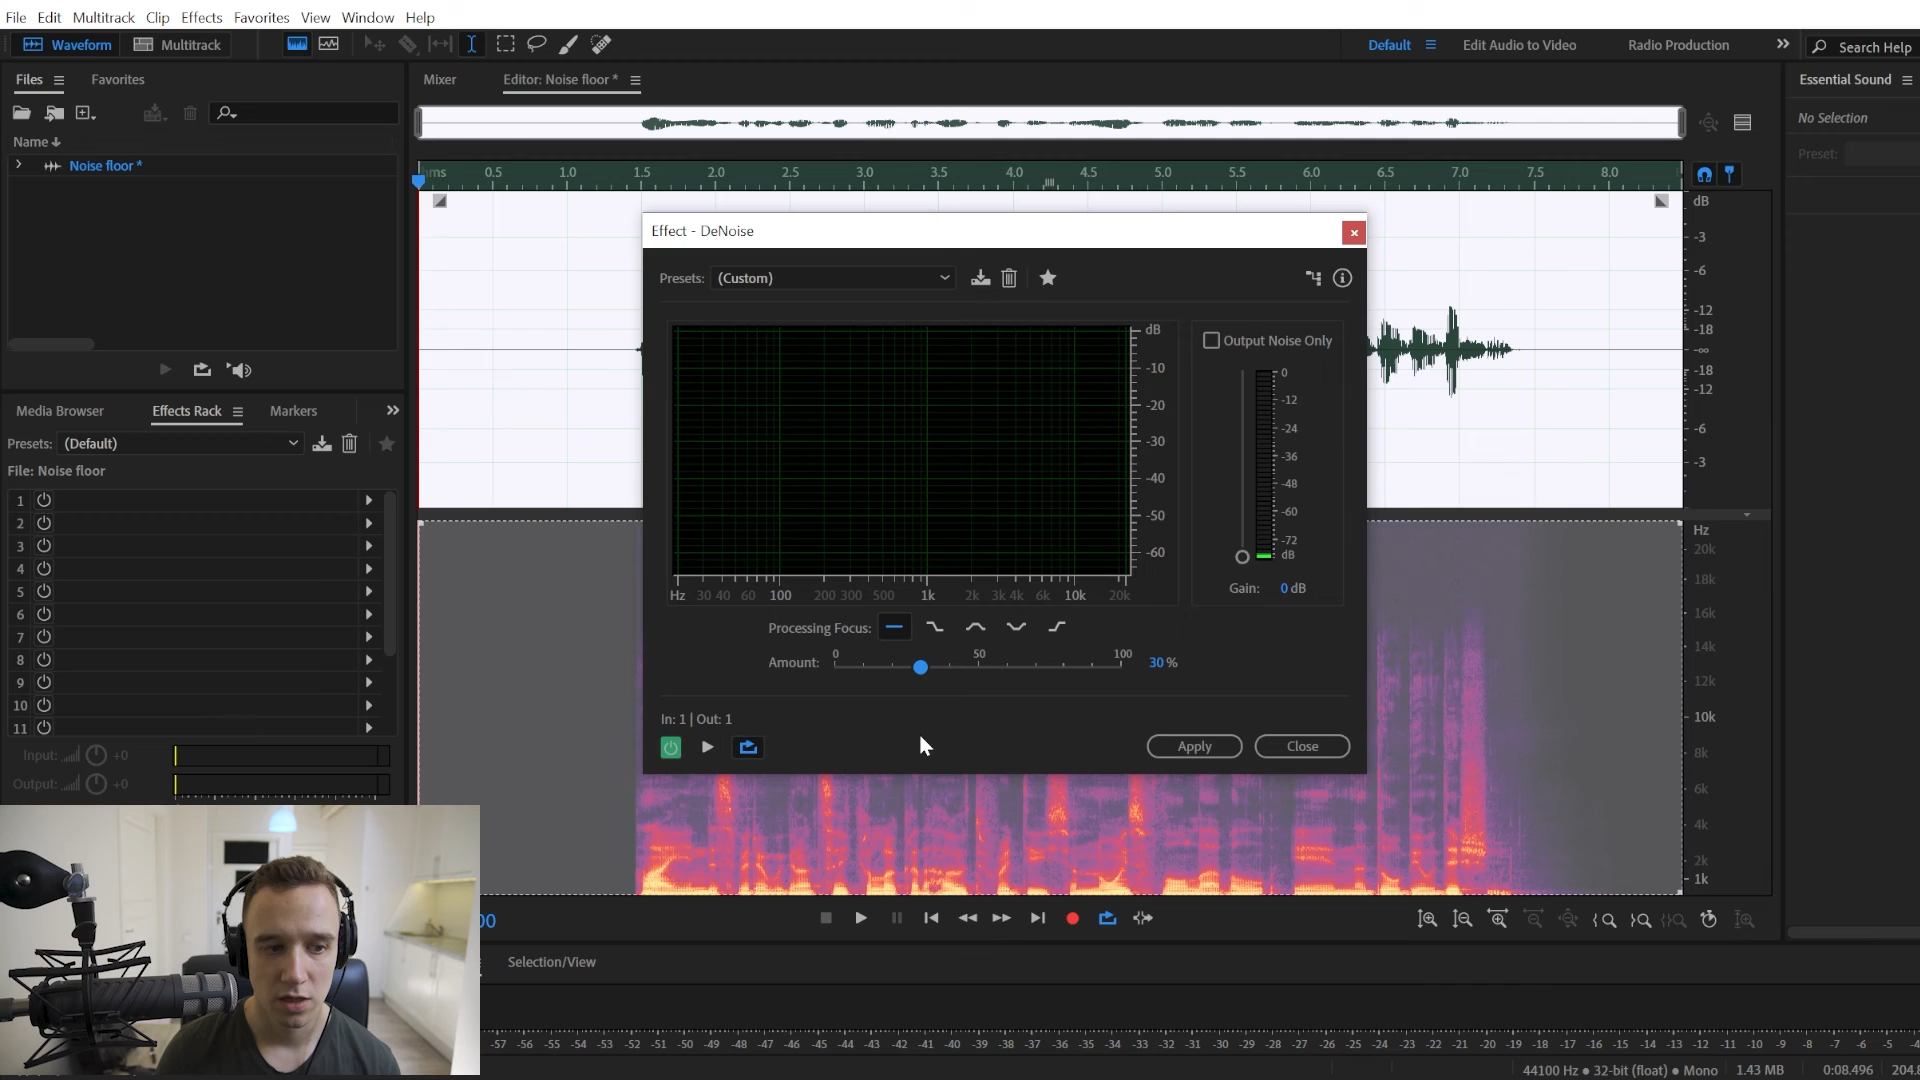 File Edit Multitrack Clip Effects Favorites View Window Help
Waveform Multitrack Default Edit Audio to Video Radio Production Search Help
Files Favorites Mixer Editor: Noise floor * Essential Sound
No Selection
Name
Preset:
Noise floor *
hms 0.5 1.0 1.5 2.0 2.5 3.0 3.5 4.0 4.5 5.0 5.5 6.0 6.5 7.0 7.5 8.0
dB
-3
-6
-12
-18
-∞
-18
-12
-6
-3
Effect - DeNoise
Presets: (Custom)
dB
-10
-20
-30
-40
-50
-60
Hz 30 40 60 100 200 300 500 1k 2k 3k 4k 6k 10k 20k
Output Noise Only
0
-12
-24
-36
-48
-60
-72
dB
Gain: 0 dB
Processing Focus:
0 50 100
Amount: 30 %
In: 1 | Out: 1
Apply Close
Media Browser Effects Rack Markers
Presets: (Default)
File: Noise floor
1
2
3
4
5
6
7
8
9
10
11
Input: +0
Output: +0
Hz
20k
18k
16k
14k
12k
10k
8k
6k
4k
2k
1k
00
Selection/View
-57 -56 -55 -54 -53 -52 -51 -50 -49 -48 -47 -46 -45 -44 -43 -42 -41 -40 -39 -38 -37 -36 -35 -34 -33 -32 -31 -30 -29 -28 -27 -26 -25 -24 -23 -22 -21 -20 -19 -18 -17 -16 -15 -14 -13 -12 -11 -10 -9 -8 -7 -6 -5
44100 Hz ● 32-bit (float) ● Mono 1.43 MB 0:08.496 204.8